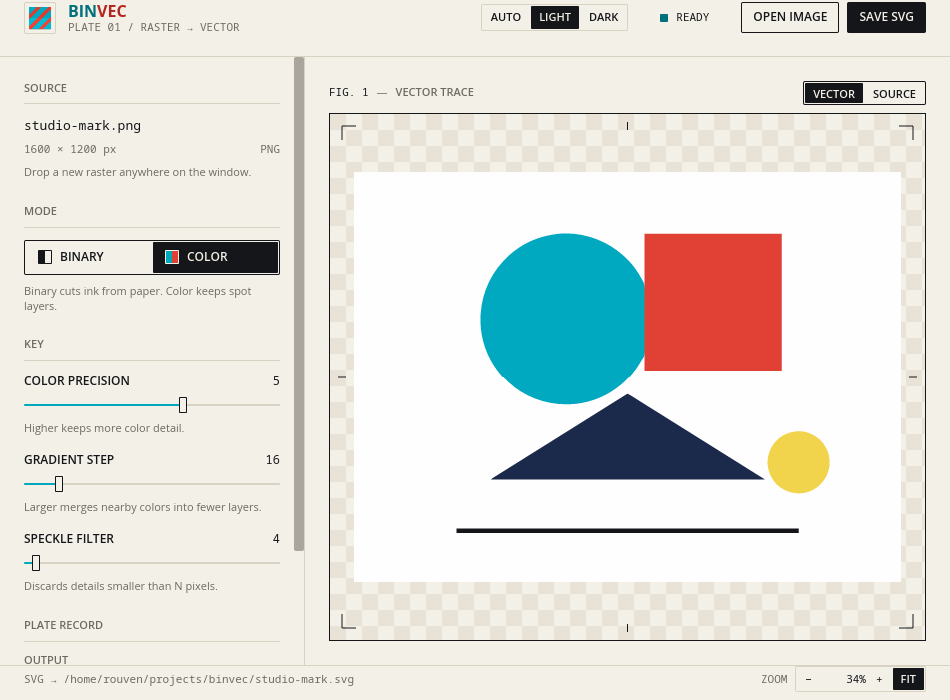 BINVEC
PLATE 01 / RASTER → VECTOR
AUTO LIGHT DARK
READY
OPEN IMAGE
SAVE SVG
SOURCE
studio-mark.png
1600 × 1200 px PNG
Drop a new raster anywhere on the window.
MODE
BINARY COLOR
Binary cuts ink from paper. Color keeps spot
layers.
KEY
COLOR PRECISION 5
Higher keeps more color detail.
GRADIENT STEP 16
Larger merges nearby colors into fewer layers.
SPECKLE FILTER 4
Discards details smaller than N pixels.
PLATE RECORD
OUTPUT
FIG. 1 — VECTOR TRACE
VECTOR SOURCE
SVG → /home/rouven/projects/binvec/studio-mark.svg
ZOOM − 34% + FIT